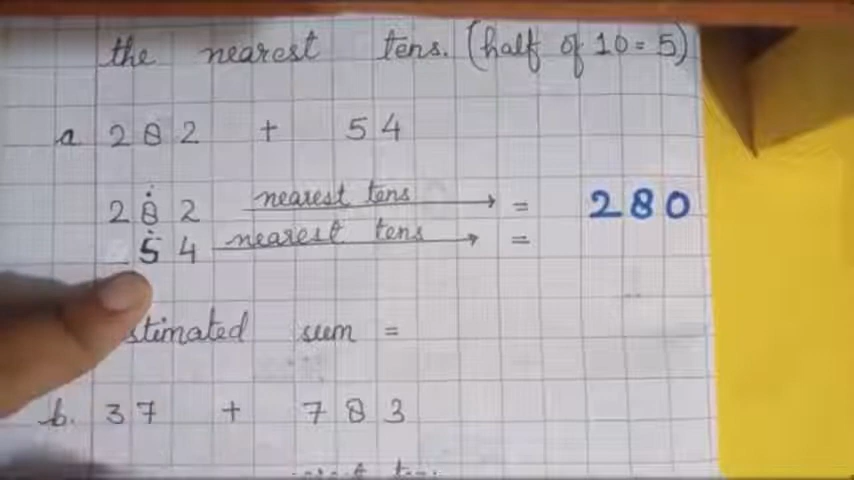 the nearest tens. (half of 10 = 5)
a 282 + 54
282 nearest tens → = 280
54 nearest tens → =
stimated sum =
b. 37 + 783